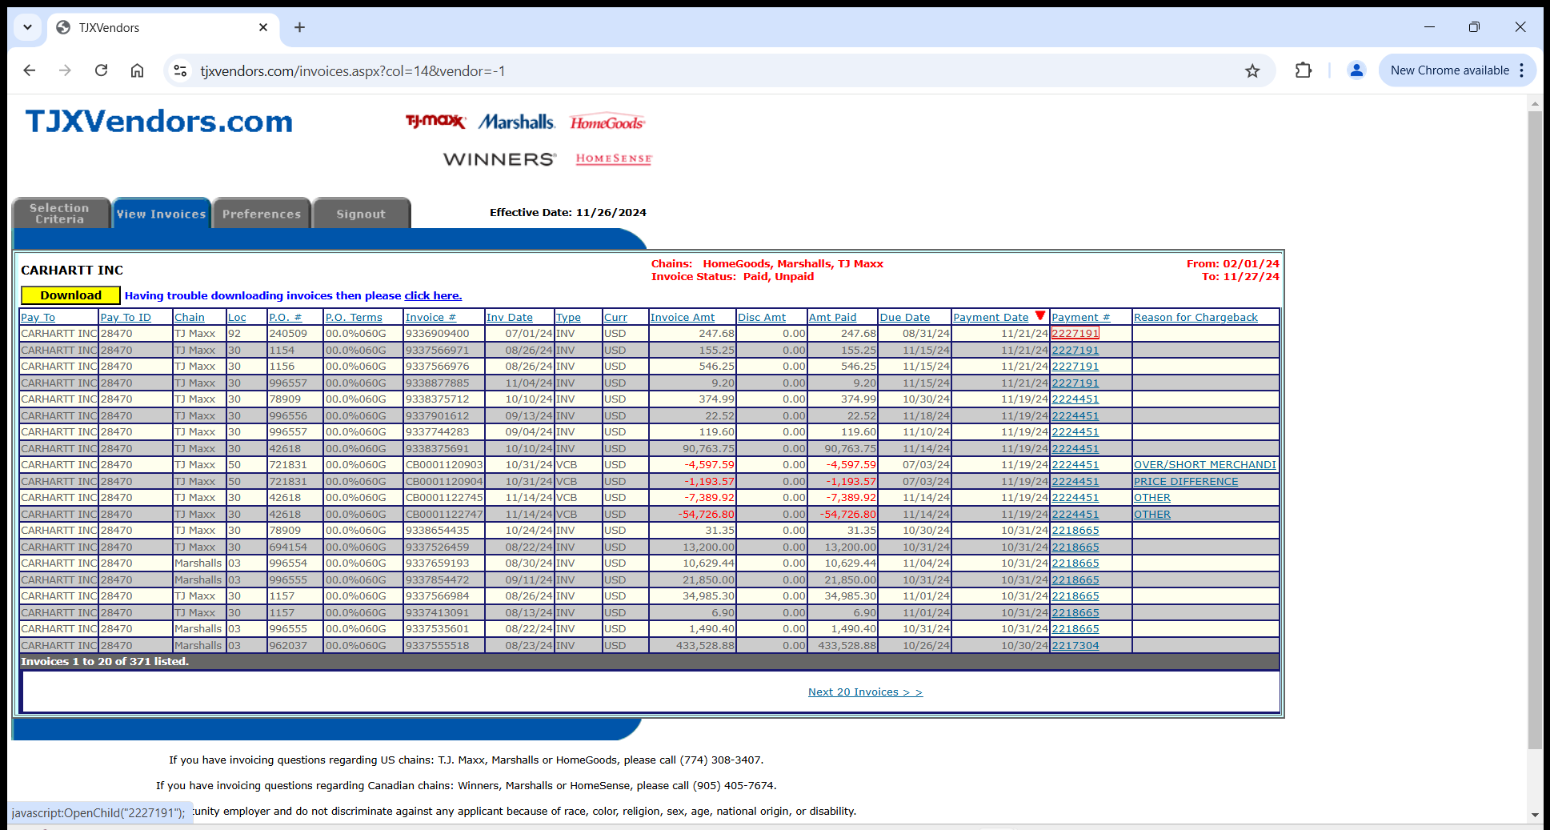 TJXVendors
New Chrome available
tjxvendors.com/invoices.aspx?col=14&vendor=-1
TJXVendors.com
T·J·maxx Marshalls. HomeGoods
WINNERS® HOMESENSE
Selection Criteria View Invoices Preferences Signout Effective Date: 11/26/2024
CARHARTT INC
Chains: HomeGoods, Marshalls, TJ Maxx From: 02/01/24
Invoice Status: Paid, Unpaid To: 11/27/24
Download Having trouble downloading invoices then please click here.
Pay To Pay To ID Chain Loc P.O. # P.O. Terms Invoice # Inv Date Type Curr Invoice Amt Disc Amt Amt Paid Due Date Payment Date Payment # Reason for Chargeback
CARHARTT INC 28470 TJ Maxx 92 240509 00.0%060G 9336909400 07/01/24 INV USD 247.68 0.00 247.68 08/31/24 11/21/24 2227191
CARHARTT INC 28470 TJ Maxx 30 1154 00.0%060G 9337566971 08/26/24 INV USD 155.25 0.00 155.25 11/15/24 11/21/24 2227191
CARHARTT INC 28470 TJ Maxx 30 1156 00.0%060G 9337566976 08/26/24 INV USD 546.25 0.00 546.25 11/15/24 11/21/24 2227191
CARHARTT INC 28470 TJ Maxx 30 996557 00.0%060G 9338877885 11/04/24 INV USD 9.20 0.00 9.20 11/15/24 11/21/24 2227191
CARHARTT INC 28470 TJ Maxx 30 78909 00.0%060G 9338375712 10/10/24 INV USD 374.99 0.00 374.99 10/30/24 11/19/24 2224451
CARHARTT INC 28470 TJ Maxx 30 996556 00.0%060G 9337901612 09/13/24 INV USD 22.52 0.00 22.52 11/18/24 11/19/24 2224451
CARHARTT INC 28470 TJ Maxx 30 996557 00.0%060G 9337744283 09/04/24 INV USD 119.60 0.00 119.60 11/10/24 11/19/24 2224451
CARHARTT INC 28470 TJ Maxx 30 42618 00.0%060G 9338375691 10/10/24 INV USD 90,763.75 0.00 90,763.75 11/14/24 11/19/24 2224451
CARHARTT INC 28470 TJ Maxx 50 721831 00.0%060G CB0001120903 10/31/24 VCB USD -4,597.59 0.00 -4,597.59 07/03/24 11/19/24 2224451 OVER/SHORT MERCHANDI
CARHARTT INC 28470 TJ Maxx 50 721831 00.0%060G CB0001120904 10/31/24 VCB USD -1,193.57 0.00 -1,193.57 07/03/24 11/19/24 2224451 PRICE DIFFERENCE
CARHARTT INC 28470 TJ Maxx 30 42618 00.0%060G CB0001122745 11/14/24 VCB USD -7,389.92 0.00 -7,389.92 11/14/24 11/19/24 2224451 OTHER
CARHARTT INC 28470 TJ Maxx 30 42618 00.0%060G CB0001122747 11/14/24 VCB USD -54,726.80 0.00 -54,726.80 11/14/24 11/19/24 2224451 OTHER
CARHARTT INC 28470 TJ Maxx 30 78909 00.0%060G 9338654435 10/24/24 INV USD 31.35 0.00 31.35 10/30/24 10/31/24 2218665
CARHARTT INC 28470 TJ Maxx 30 694154 00.0%060G 9337526459 08/22/24 INV USD 13,200.00 0.00 13,200.00 10/31/24 10/31/24 2218665
CARHARTT INC 28470 Marshalls 03 996554 00.0%060G 9337659193 08/30/24 INV USD 10,629.44 0.00 10,629.44 11/04/24 10/31/24 2218665
CARHARTT INC 28470 Marshalls 03 996555 00.0%060G 9337854472 09/11/24 INV USD 21,850.00 0.00 21,850.00 10/31/24 10/31/24 2218665
CARHARTT INC 28470 TJ Maxx 30 1157 00.0%060G 9337566984 08/26/24 INV USD 34,985.30 0.00 34,985.30 11/01/24 10/31/24 2218665
CARHARTT INC 28470 TJ Maxx 30 1157 00.0%060G 9337413091 08/13/24 INV USD 6.90 0.00 6.90 11/01/24 10/31/24 2218665
CARHARTT INC 28470 Marshalls 03 996555 00.0%060G 9337535601 08/22/24 INV USD 1,490.40 0.00 1,490.40 10/31/24 10/31/24 2218665
CARHARTT INC 28470 Marshalls 03 962037 00.0%060G 9337555518 08/23/24 INV USD 433,528.88 0.00 433,528.88 10/26/24 10/30/24 2217304
Invoices 1 to 20 of 371 listed.
Next 20 Invoices > >
If you have invoicing questions regarding US chains: T.J. Maxx, Marshalls or HomeGoods, please call (774) 308-3407.
If you have invoicing questions regarding Canadian chains: Winners, Marshalls or HomeSense, please call (905) 405-7674.
javascript:OpenChild("2227191"); unity employer and do not discriminate against any applicant because of race, color, religion, sex, age, national origin, or disability.